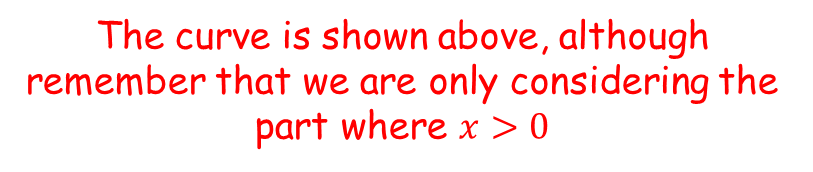 The curve is shown above, although
remember that we are only considering the
part where x > 0